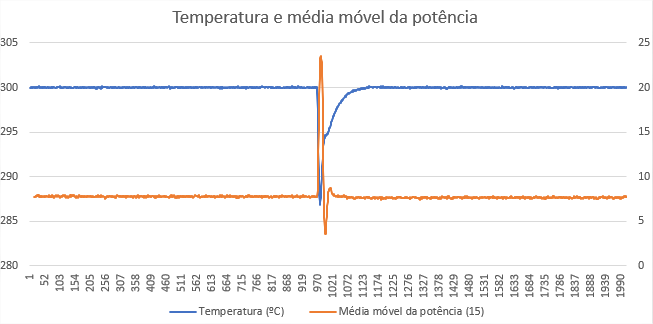 Temperatura e média móvel da potência
305 25
300 20
295 15
290 10
285 5
280 0
1 52 103 154 205 256 307 358 409 460 511 562 613 664 715 766 817 868 919 970 1021 1072 1123 1174 1225 1276 1327 1378 1429 1480 1531 1582 1633 1684 1735 1786 1837 1888 1939 1990
Temperatura (ºC) Média móvel da potência (15)